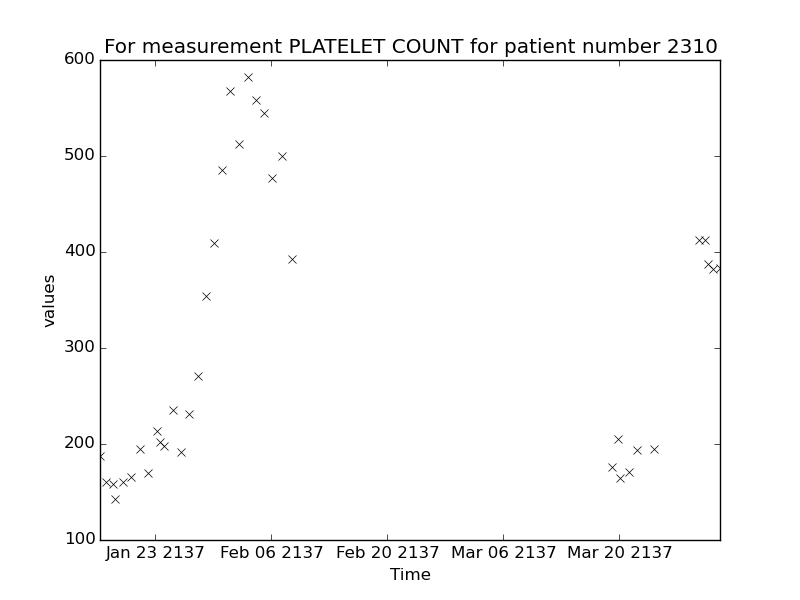 For measurement PLATELET COUNT for patient number 2310
600
500
400
300
200
100
values
Jan 23 2137 Feb 06 2137 Feb 20 2137 Mar 06 2137 Mar 20 2137
Time